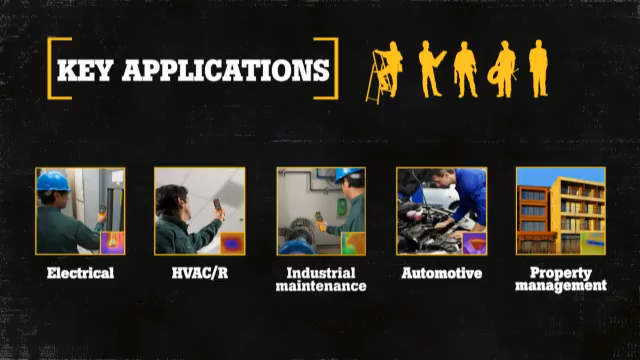 KEY APPLICATIONS
Electrical
HVAC/R
Industrial
maintenance
Automotive
Property
management